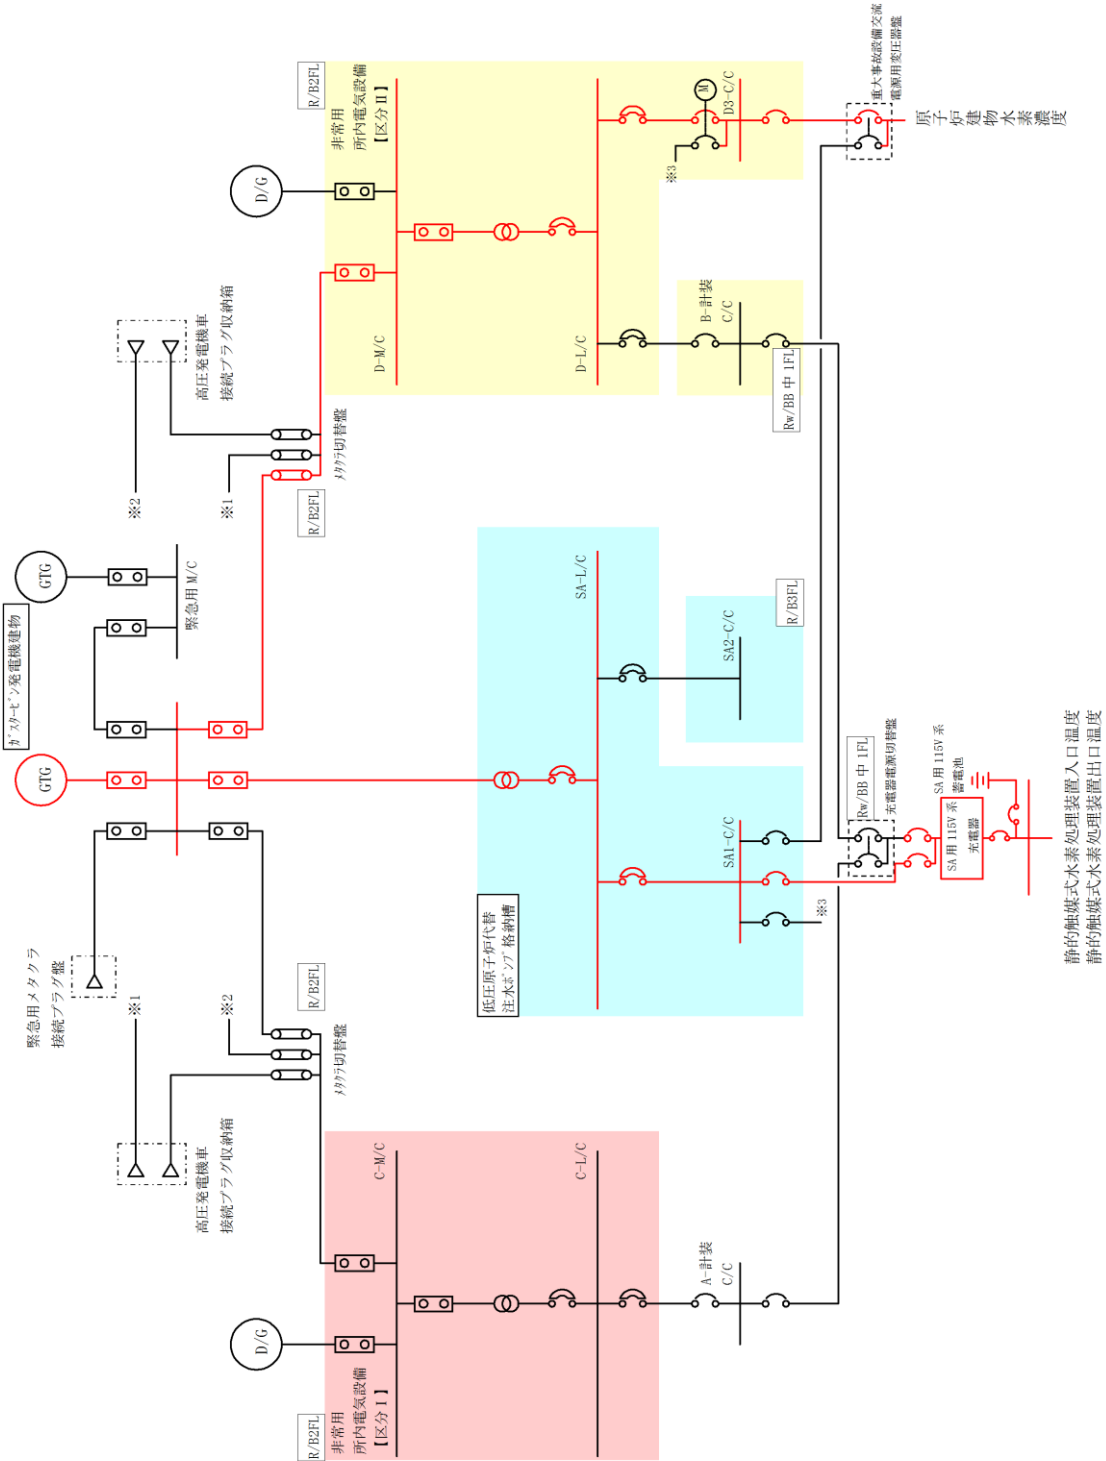 R/B2FL
非常用
所内電気設備
【区分Ⅱ】
D/G
D-M/C
D-L/C
D3-C/C
M
※3
重大事故設備交流
電源用変圧器盤
原子炉建物水素濃度
B-計装
C/C
Rw/BB 中 1FL
高圧発電機車
接続プラグ収納箱
※2
※1
ﾒﾀｸﾗ切替盤
R/B2FL
GTG
緊急用 M/C
ｶﾞｽﾀｰﾋﾞﾝ発電機建物
GTG
SA-L/C
SA2-C/C
R/B3FL
SA1-C/C
※3
低圧原子炉代替
注水ﾎﾟﾝﾌﾟ格納槽
Rw/BB 中 1FL
充電器電源切替盤
SA 用 115V 系
蓄電池
SA 用 115V 系
充電器
静的触媒式水素処理装置入口温度
静的触媒式水素処理装置出口温度
緊急用メタクラ
接続プラグ盤
※1
※2
R/B2FL
ﾒﾀｸﾗ切替盤
高圧発電機車
接続プラグ収納箱
C-M/C
C-L/C
A-計装
C/C
D/G
R/B2FL
非常用
所内電気設備
【区分Ⅰ】